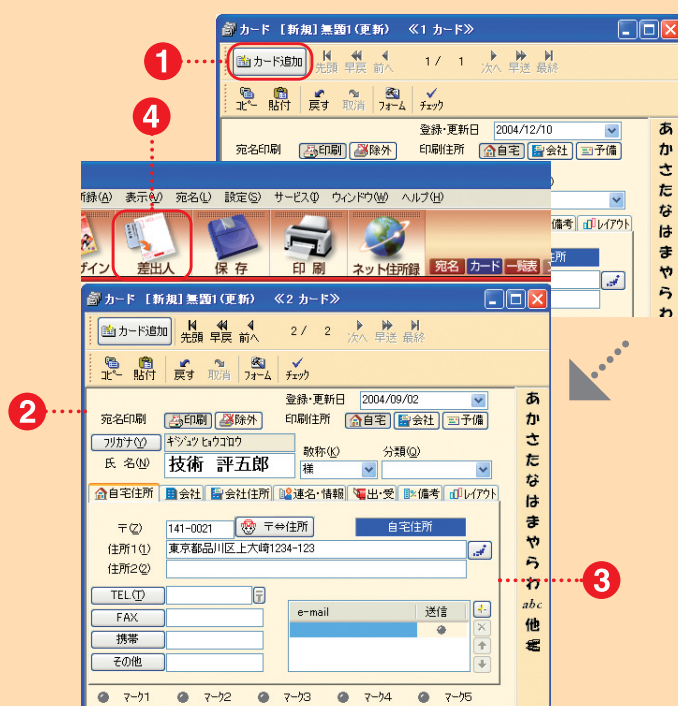 カード [新規]無題1(更新) ≪1 カード≫
1
カード追加 先頭 早戻 前へ 1 / 1 次へ 早送 最終
コピー 貼付 戻す 取消 フォーム チェック
4
登録・更新日 2004/12/10
宛名印刷 印刷 除外 印刷住所 自宅 会社 予備
あ
か
さ
た
な
は
ま
や
ら
わ
備考 レイアウト
録(A) 表示(V) 宛名(L) 設定(S) サービス(I) ウィンドウ(W) ヘルプ(H)
ザイン 差出人 保存 印刷 ネット住所録 宛名 カード 一覧表
カード [新規]無題1(更新) ≪2 カード≫
カード追加 先頭 早戻 前へ 2 / 2 次へ 早送 最終
コピー 貼付 戻す 取消 フォーム チェック
2
登録・更新日 2004/09/02
宛名印刷 印刷 除外 印刷住所 自宅 会社 予備
フリガナ(Y) ギジュツ ヒョウゴロウ
敬称(K) 分類(Q)
氏 名(N) 技術 評五郎 様
自宅住所 会社 会社住所 連名・情報 出・受 備考 レイアウト
〒(Z) 141-0021 〒⇔住所 自宅住所
住所1(1) 東京都品川区上大崎1234-123
住所2(2)
3
TEL(T)
FAX
携帯
その他
e-mail 送信
マーク1 マーク2 マーク3 マーク4 マーク5
あ
か
さ
た
な
は
ま
や
ら
わ
abc
他